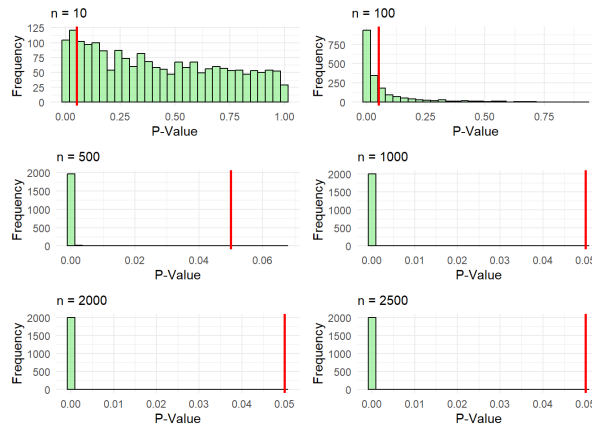 n = 10
125
100
75
50
25
0
Frequency
0.00 0.25 0.50 0.75 1.00
P-Value
n = 100
750
500
250
0
Frequency
0.00 0.25 0.50 0.75
P-Value
n = 500
2000
1500
1000
500
0
Frequency
0.00 0.02 0.04 0.06
P-Value
n = 1000
2000
1500
1000
500
0
Frequency
0.00 0.01 0.02 0.03 0.04 0.05
P-Value
n = 2000
2000
1500
1000
500
0
Frequency
0.00 0.01 0.02 0.03 0.04 0.05
P-Value
n = 2500
2000
1500
1000
500
0
Frequency
0.00 0.01 0.02 0.03 0.04 0.05
P-Value